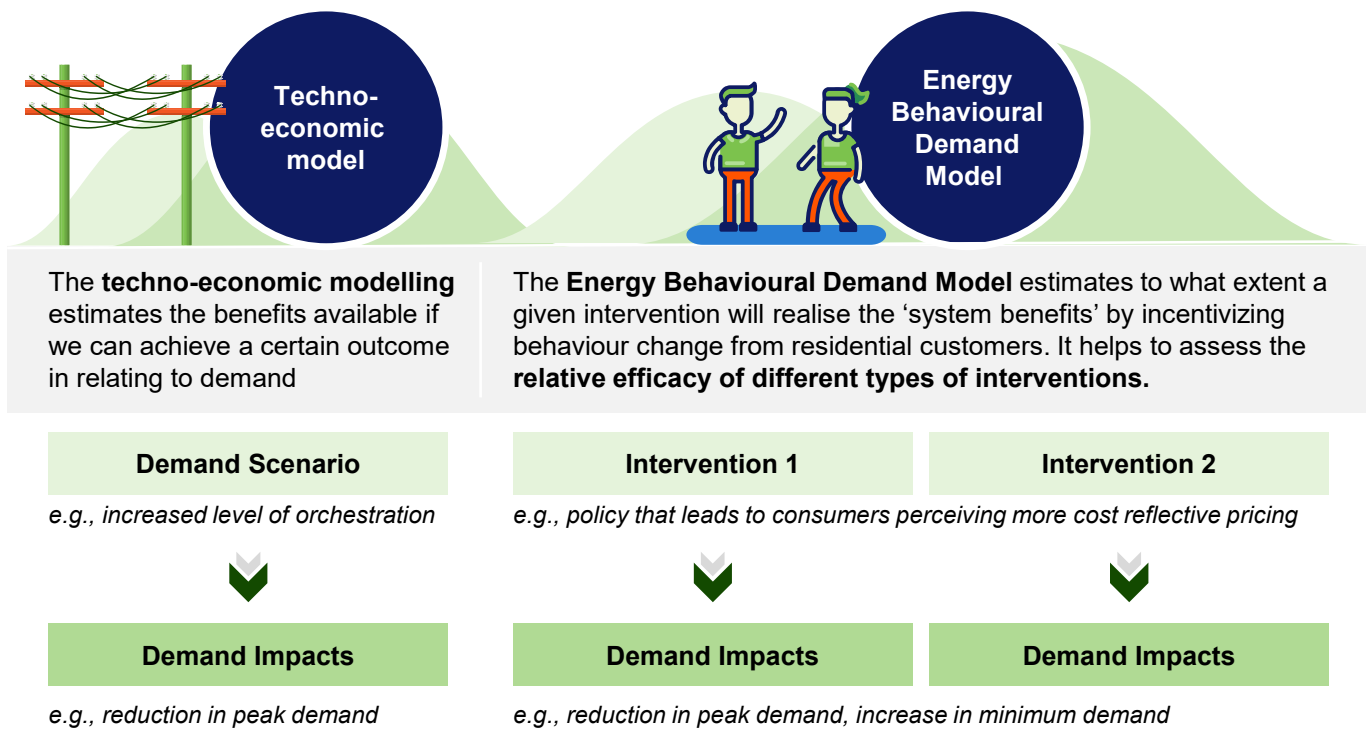 Techno-
economic
model
Energy
Behavioural
Demand
Model
The techno-economic modelling
estimates the benefits available if
we can achieve a certain outcome
in relating to demand
The Energy Behavioural Demand Model estimates to what extent a
given intervention will realise the ‘system benefits’ by incentivizing
behaviour change from residential customers. It helps to assess the
relative efficacy of different types of interventions.
Demand Scenario
e.g., increased level of orchestration
Intervention 1
Intervention 2
e.g., policy that leads to consumers perceiving more cost reflective pricing
Demand Impacts
e.g., reduction in peak demand
Demand Impacts
Demand Impacts
e.g., reduction in peak demand, increase in minimum demand